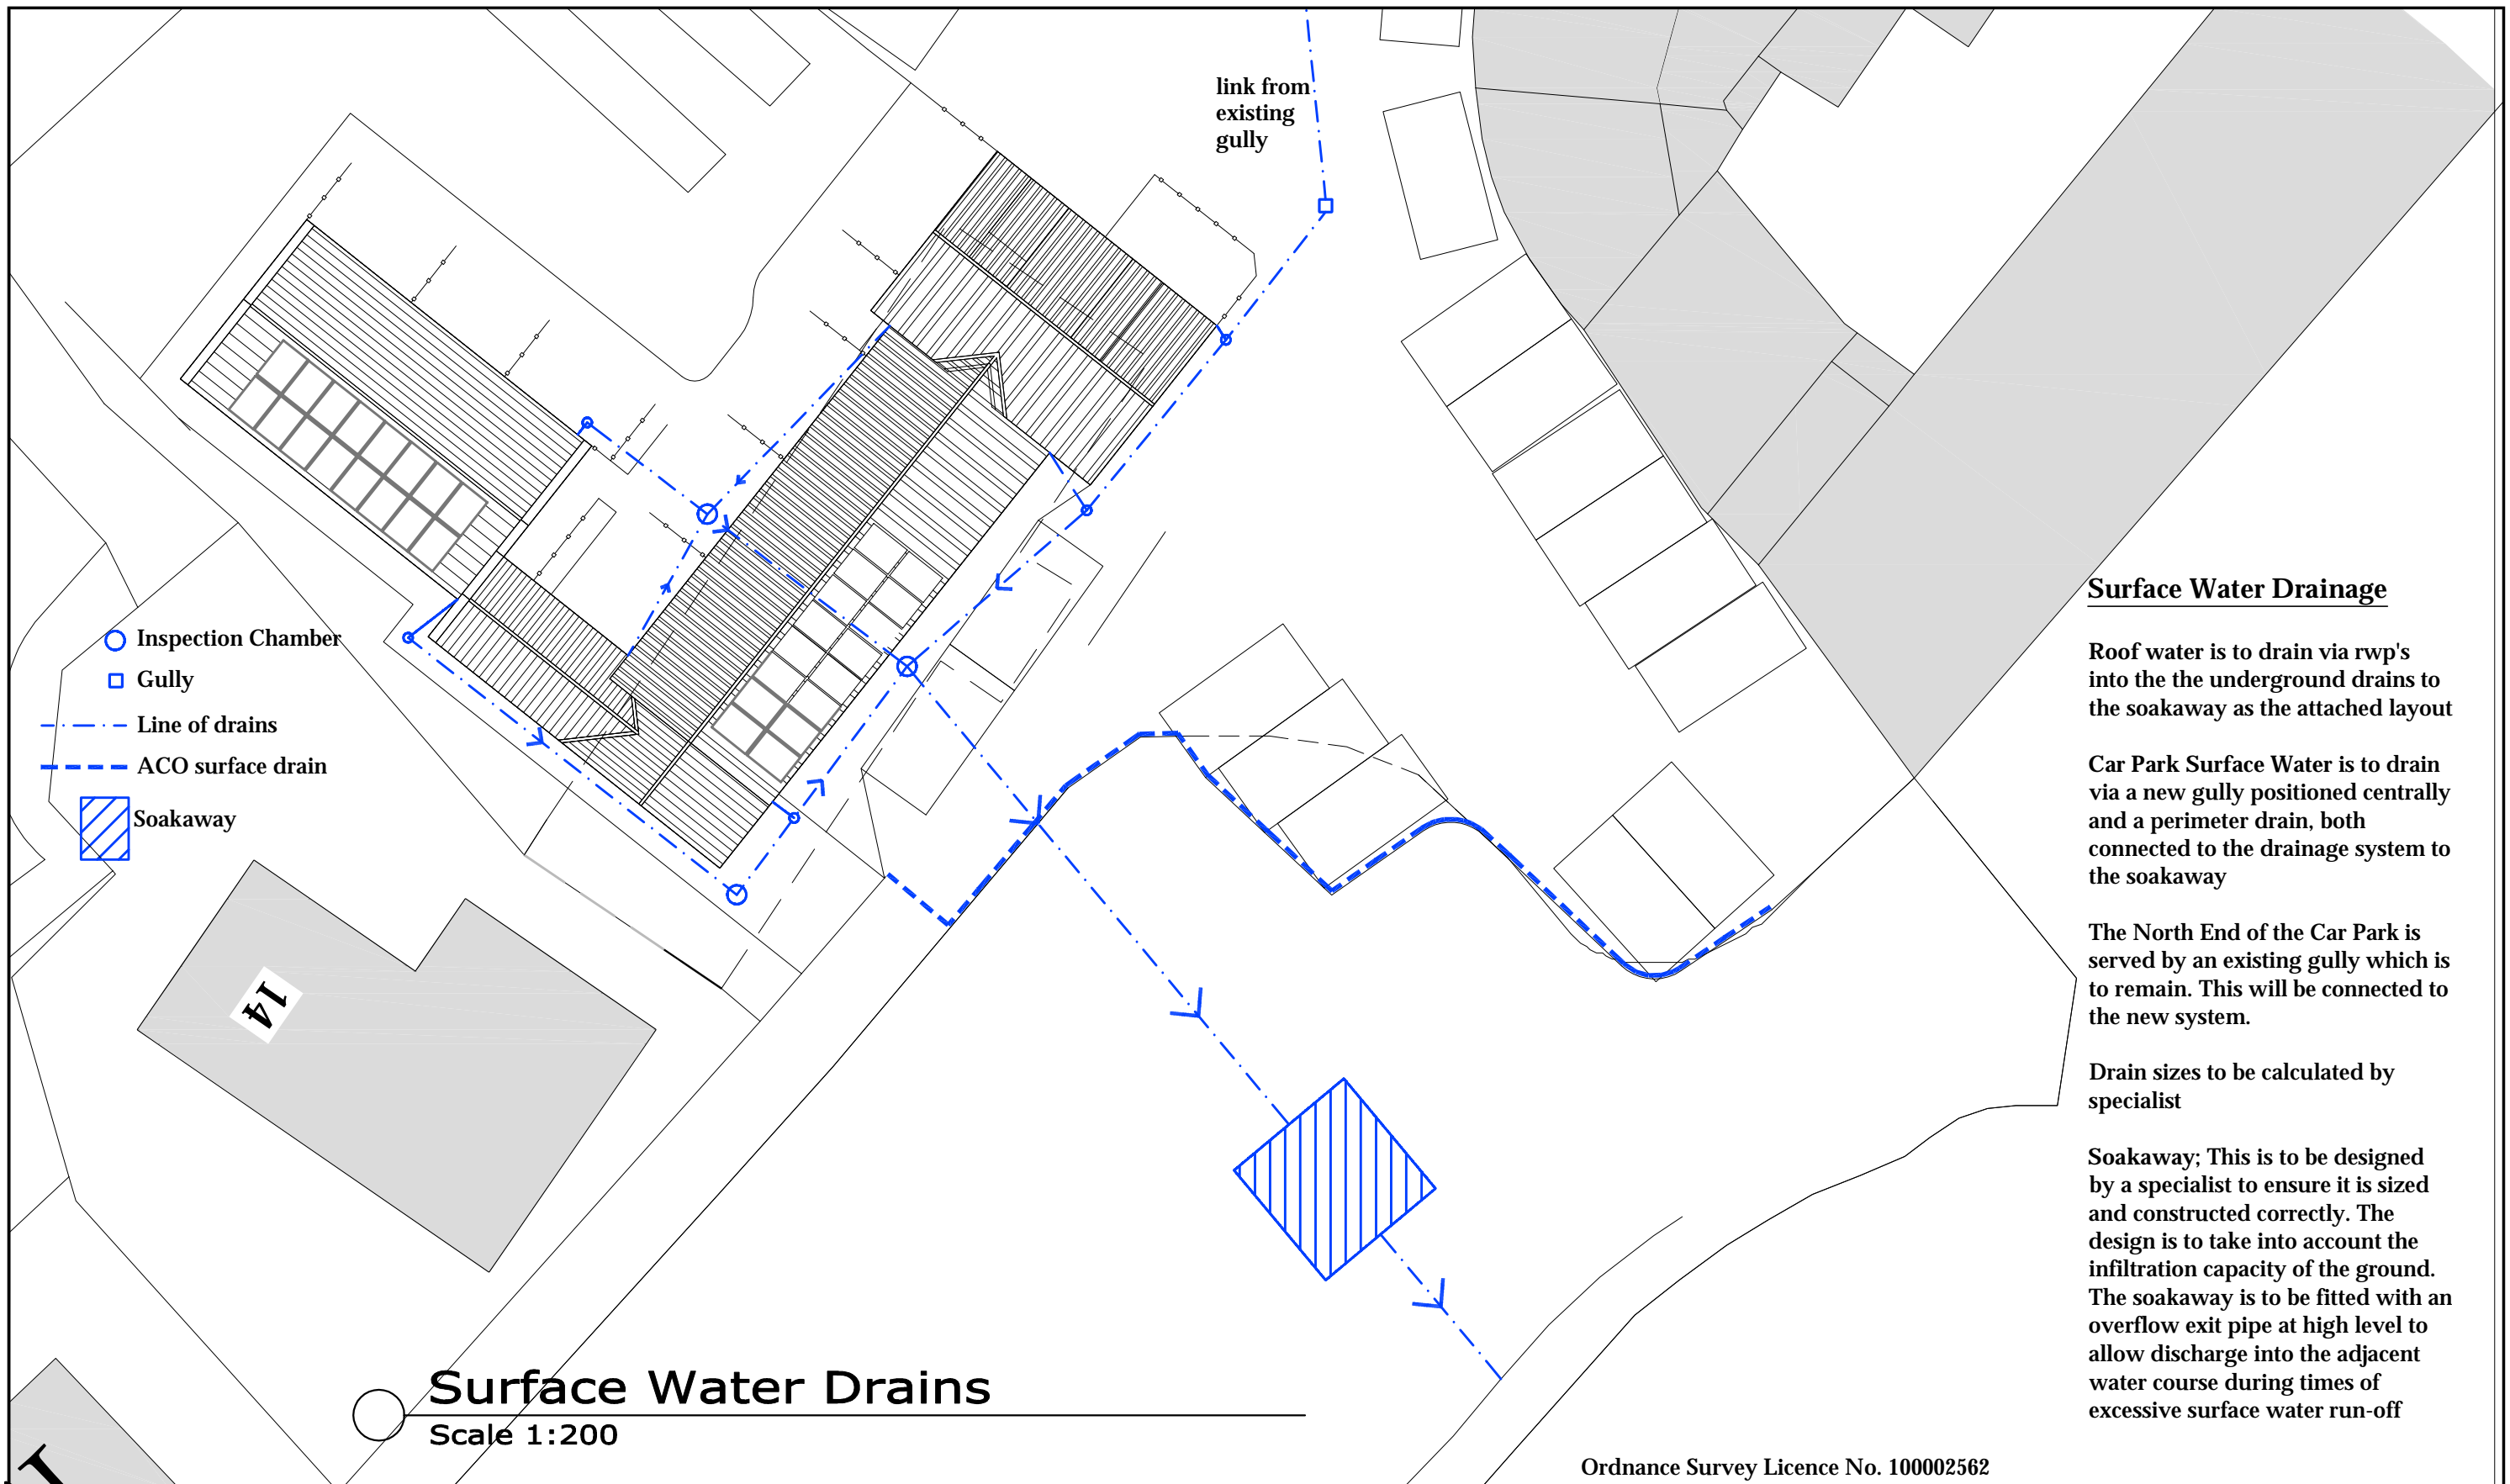 link from
existing
gully
Inspection Chamber
Gully
Line of drains
ACO surface drain
Soakaway
14
Surface Water Drainage
Roof water is to drain via rwp's
into the the underground drains to
the soakaway as the attached layout
Car Park Surface Water is to drain
via a new gully positioned centrally
and a perimeter drain, both
connected to the drainage system to
the soakaway
The North End of the Car Park is
served by an existing gully which is
to remain. This will be connected to
the new system.
Drain sizes to be calculated by
specialist
Soakaway; This is to be designed
by a specialist to ensure it is sized
and constructed correctly. The
design is to take into account the
infiltration capacity of the ground.
The soakaway is to be fitted with an
overflow exit pipe at high level to
allow discharge into the adjacent
water course during times of
excessive surface water run-off
Surface Water Drains
Scale 1:200
Ordnance Survey Licence No. 100002562